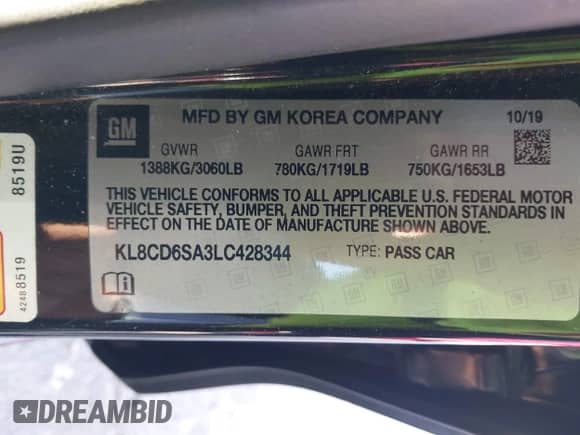 GM
MFD BY GM KOREA COMPANY 10/19
GVWR GAWR FRT GAWR RR
1388KG/3060LB 780KG/1719LB 750KG/1653LB
THIS VEHICLE CONFORMS TO ALL APPLICABLE U.S. FEDERAL MOTOR
VEHICLE SAFETY, BUMPER, AND THEFT PREVENTION STANDARDS IN
EFFECT ON THE DATE OF MANUFACTURE SHOWN ABOVE.
KL8CD6SA3LC428344 TYPE: PASS CAR
8519U
42488519
DREAMBID